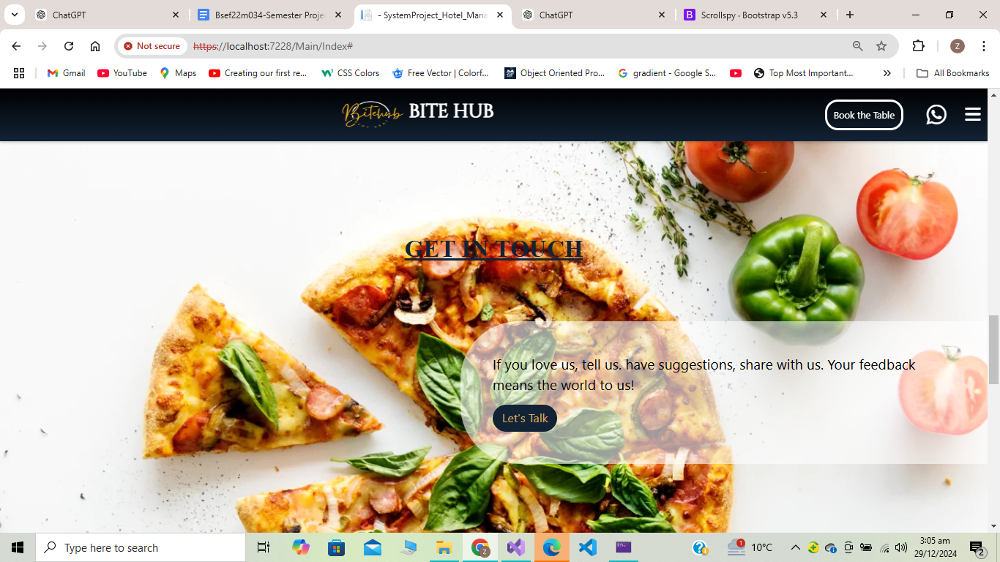 ChatGPT
Bsef22m034-Semester Proje
- SystemProject_Hotel_Mana
ChatGPT
Scrollspy · Bootstrap v5.3
Not secure
https://localhost:7228/Main/Index#
Z
Gmail
YouTube
Maps
Creating our first re...
CSS Colors
Free Vector | Colorf...
Object Oriented Pro...
gradient - Google S...
Top Most Important...
»
All Bookmarks
Bitehub
BITE HUB
Book the Table
GET IN TOUCH
If you love us, tell us. have suggestions, share with us. Your feedback
means the world to us!
Let's Talk
Type here to search
Z
1
10°C
3:05 am
29/12/2024
2